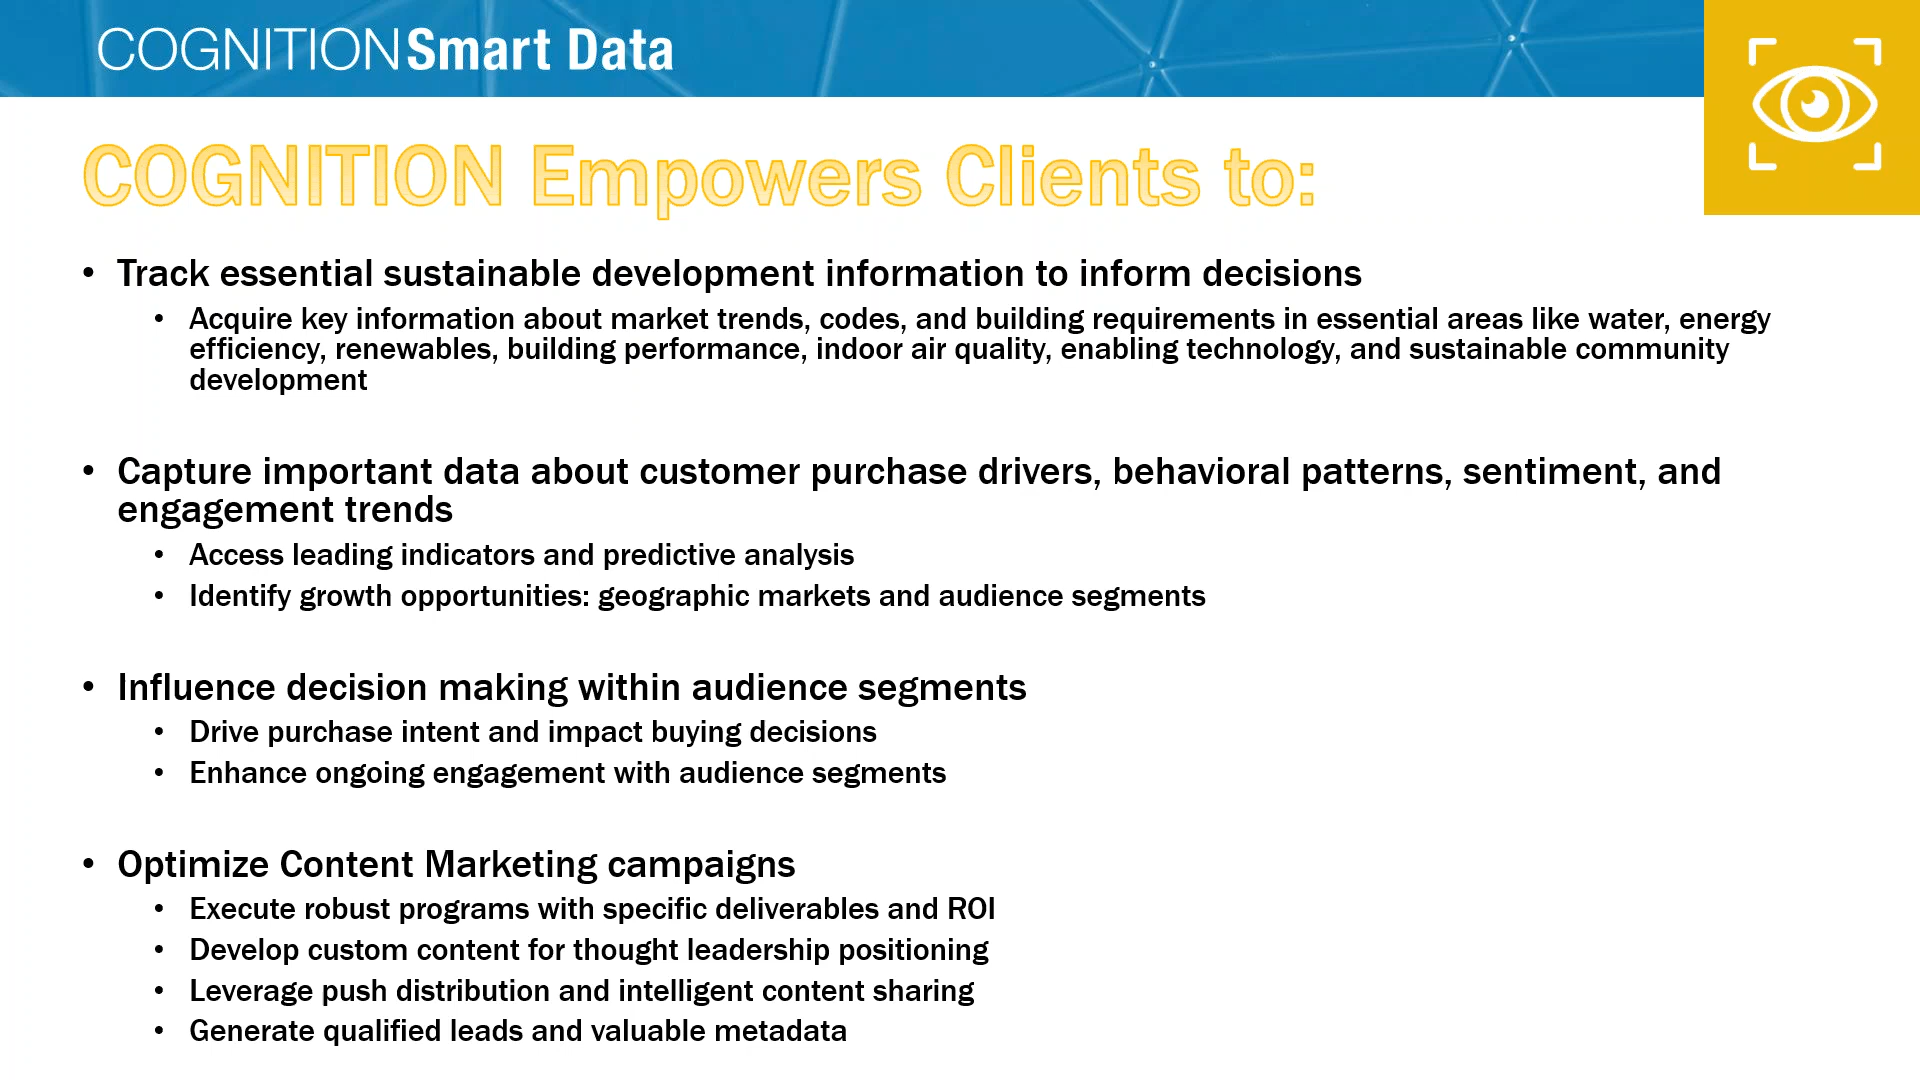 COGNITION Smart Data
COGNITION Empowers Clients to:
• Track essential sustainable development information to inform decisions
• Acquire key information about market trends, codes, and building requirements in essential areas like water, energy
efficiency, renewables, building performance, indoor air quality, enabling technology, and sustainable community
development
• Capture important data about customer purchase drivers, behavioral patterns, sentiment, and
engagement trends
• Access leading indicators and predictive analysis
• Identify growth opportunities: geographic markets and audience segments
• Influence decision making within audience segments
• Drive purchase intent and impact buying decisions
• Enhance ongoing engagement with audience segments
• Optimize Content Marketing campaigns
• Execute robust programs with specific deliverables and ROI
• Develop custom content for thought leadership positioning
• Leverage push distribution and intelligent content sharing
• Generate qualified leads and valuable metadata